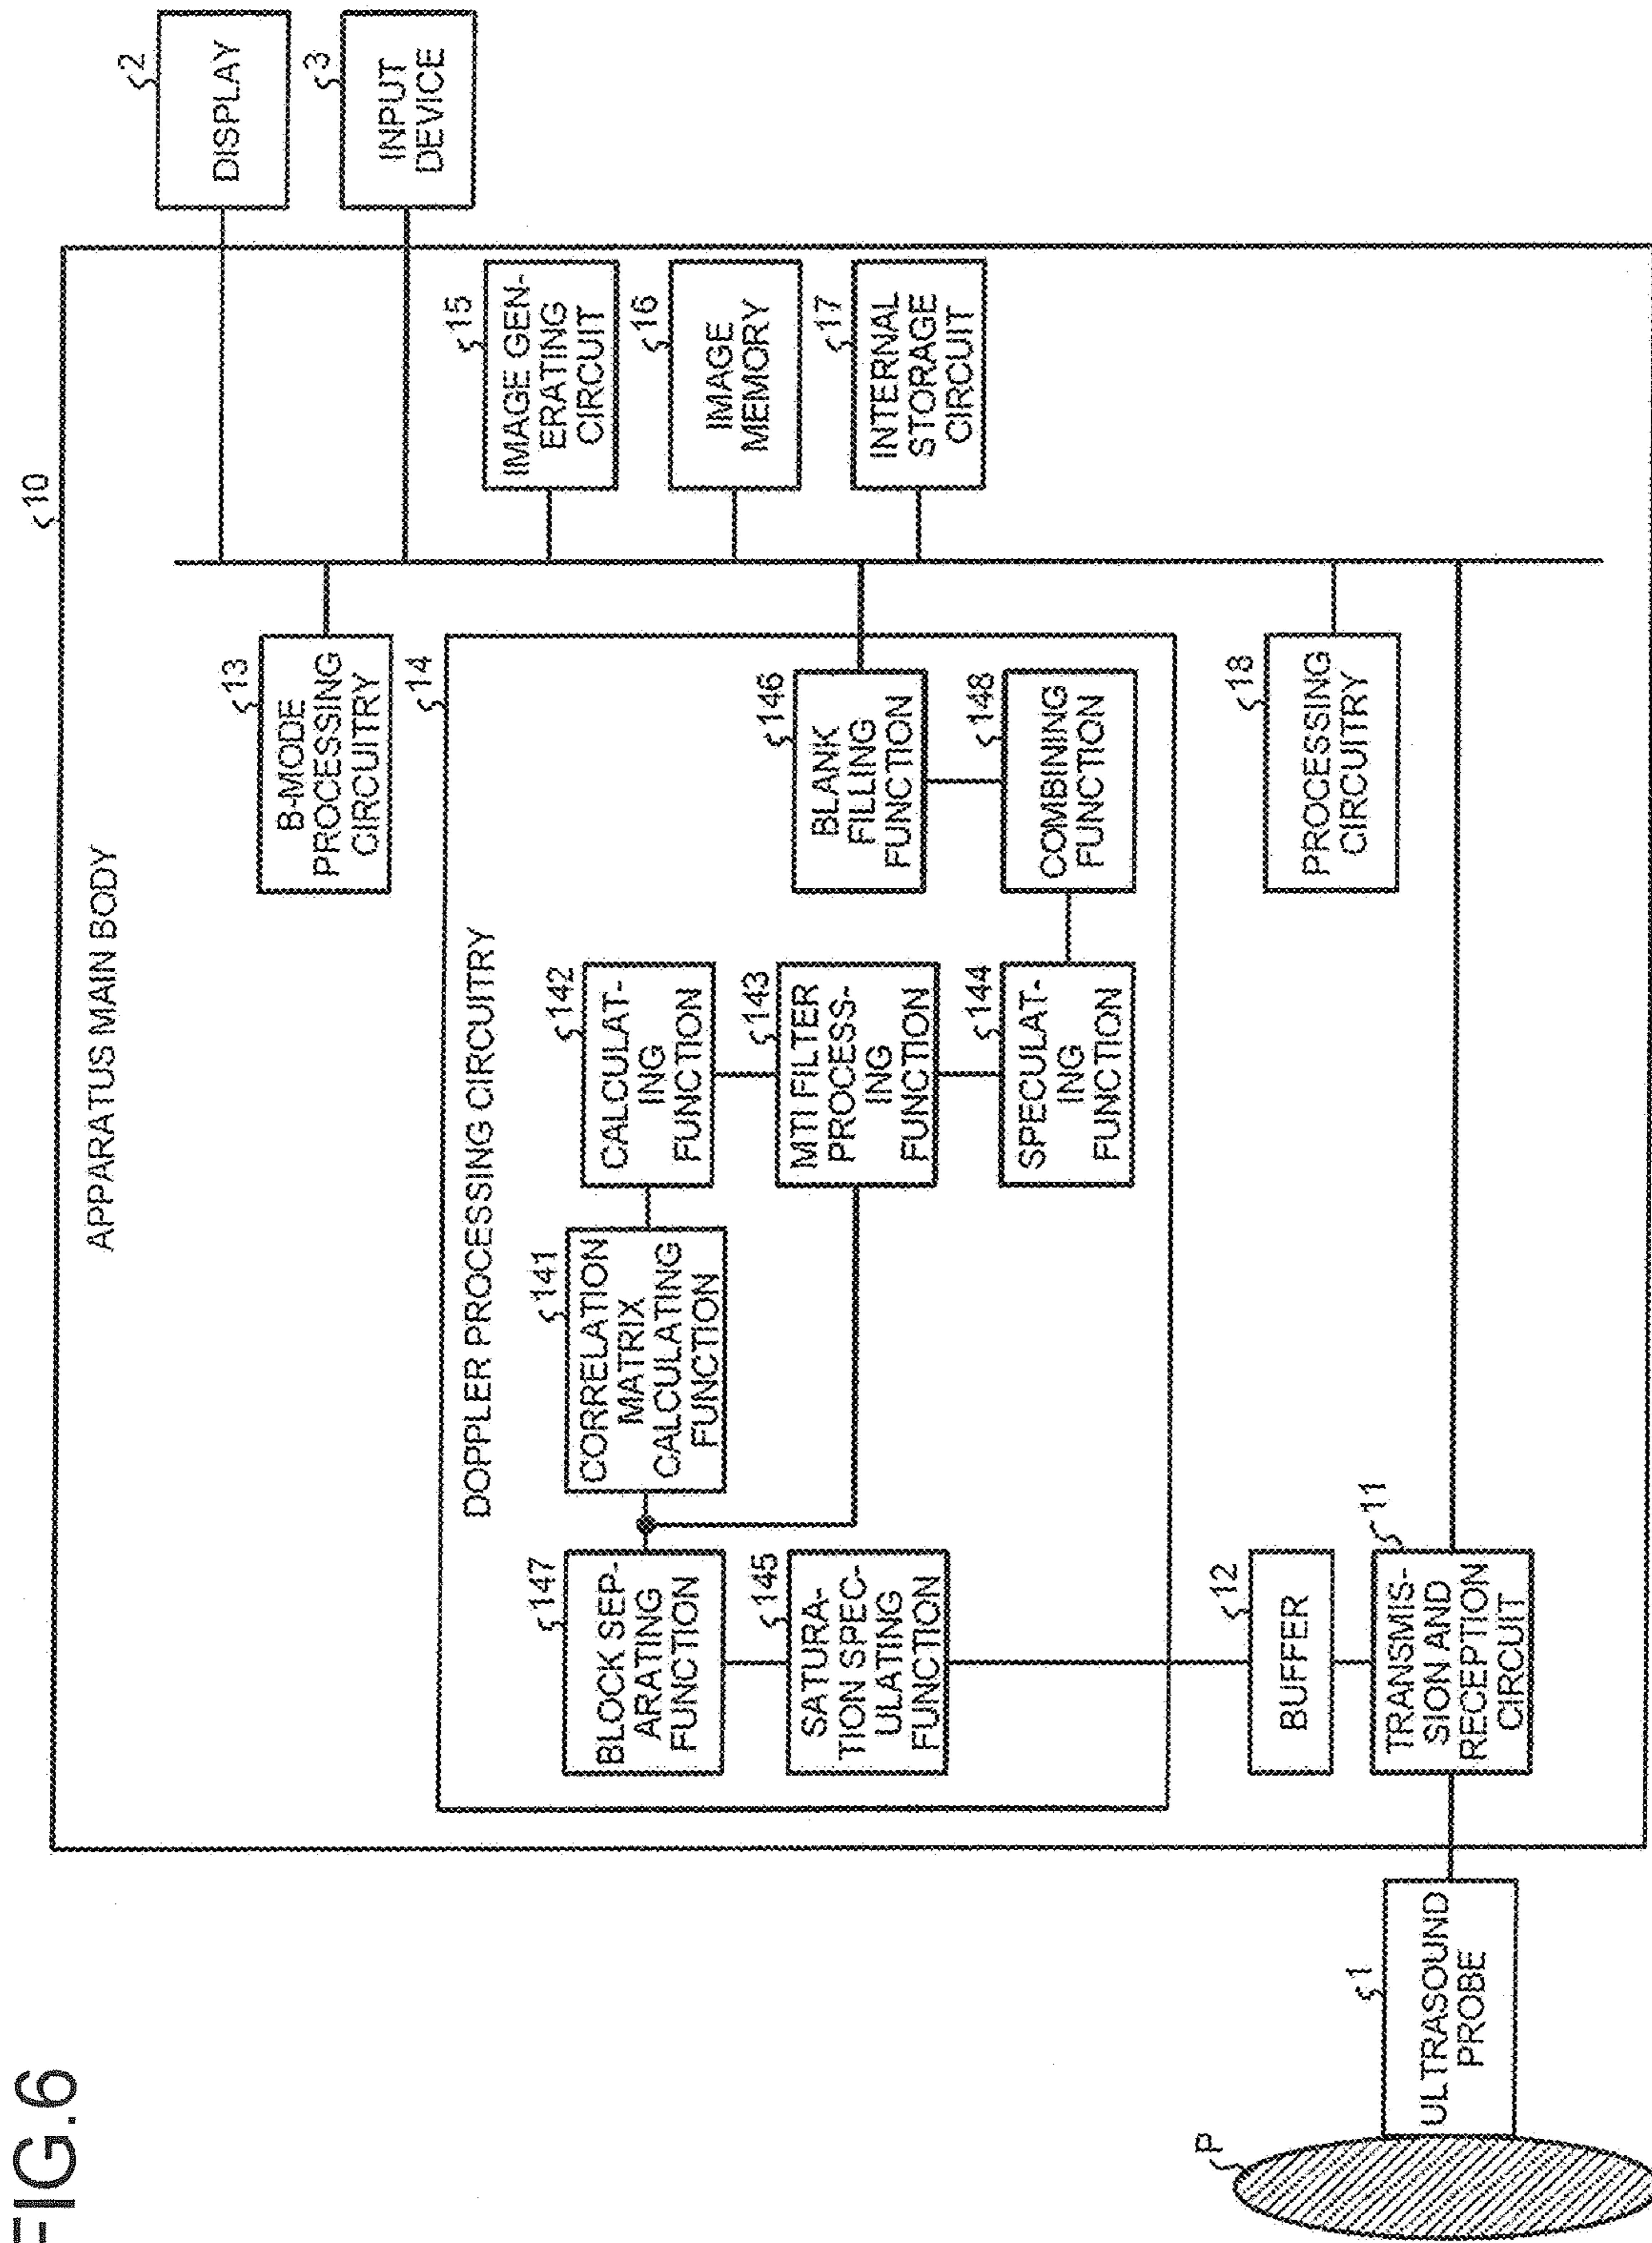 FIG.6
10
APPARATUS MAIN BODY
2
DISPLAY
3
INPUT
DEVICE
13
B-MODE
PROCESSING
CIRCUITRY
15
IMAGE GEN-
ERATING
CIRCUIT
16
IMAGE
MEMORY
17
INTERNAL
STORAGE
CIRCUIT
14
DOPPLER PROCESSING CIRCUITRY
147
BLOCK SEP-
ARATING
FUNCTION
141
CORRELATION
MATRIX
CALCULATING
FUNCTION
142
CALCULAT-
ING
FUNCTION
145
SATURA-
TION SPEC-
ULATING
FUNCTION
143
MTI FILTER
PROCESS-
ING
FUNCTION
146
BLANK
FILLING
FUNCTION
144
SPECULAT-
ING
FUNCTION
148
COMBINING
FUNCTION
12
BUFFER
18
PROCESSING
CIRCUITRY
11
TRANSMIS-
SION AND
RECEPTION
CIRCUIT
1
ULTRASOUND
PROBE
P